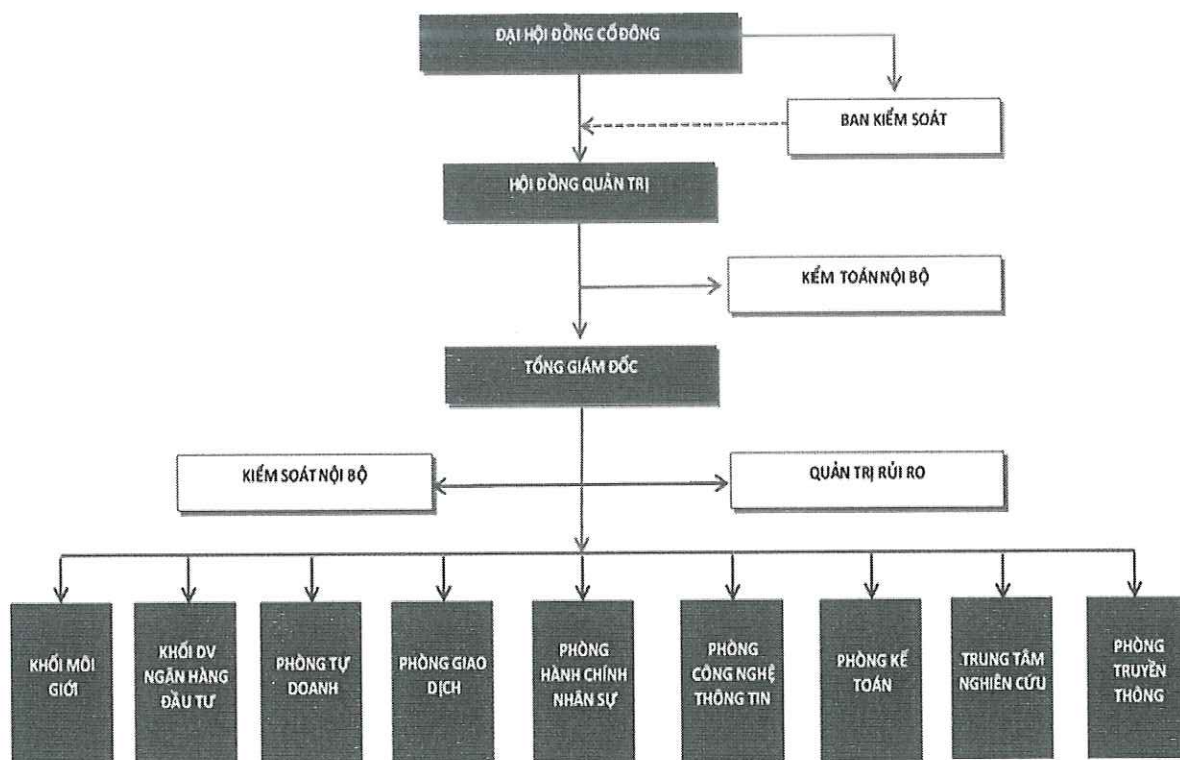 ĐẠI HỘI ĐỒNG CỔ ĐÔNG
BAN KIỂM SOÁT
HỘI ĐỒNG QUẢN TRỊ
KIỂM TOÁN NỘI BỘ
TỔNG GIÁM ĐỐC
KIỂM SOÁT NỘI BỘ
QUẢN TRỊ RỦI RO
KHỐI MÔI
GIỚI
KHỐI DV
NGÂN HÀNG
ĐẦU TƯ
PHÒNG TỰ
DOANH
PHÒNG GIAO
DỊCH
PHÒNG
HÀNH CHÍNH
NHÂN SỰ
PHÒNG
CÔNG NGHỆ
THÔNG TIN
PHÒNG KẾ
TOÁN
TRUNG TÂM
NGHIÊN CỨU
PHÒNG
TRUYỀN
THÔNG